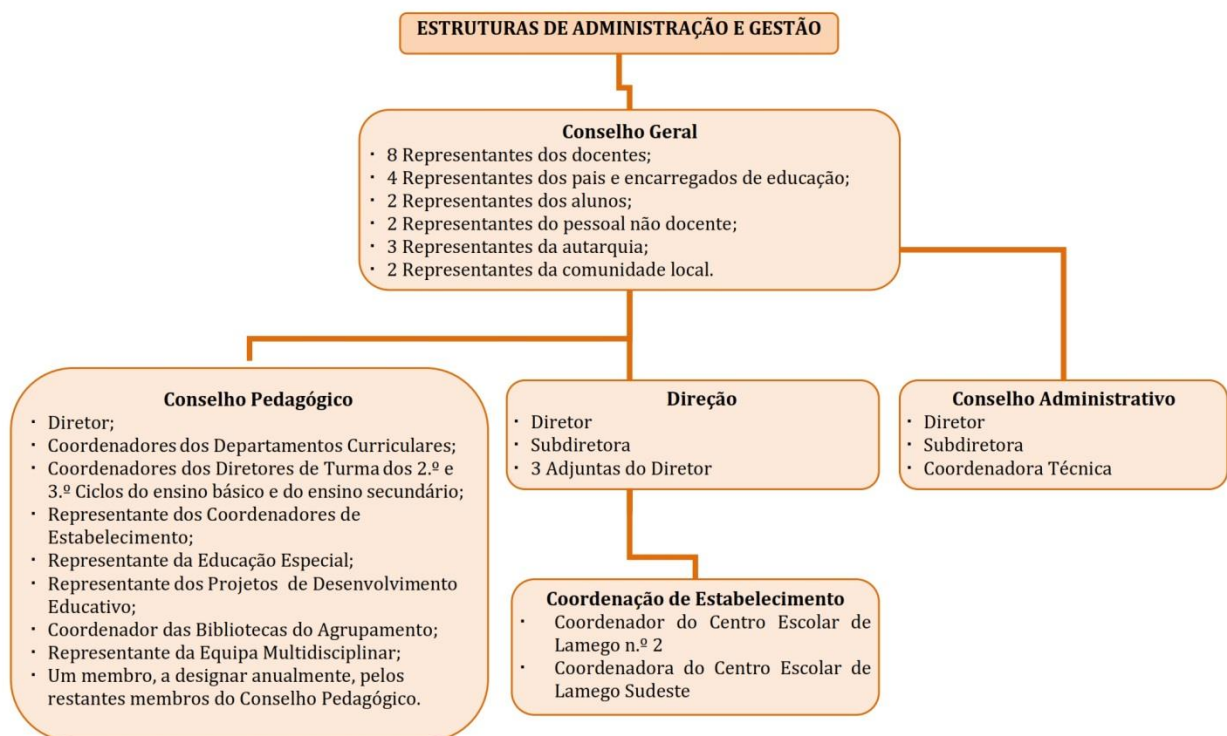 ESTRUTURAS DE ADMINISTRAÇÃO E GESTÃO
Conselho Geral
· 8 Representantes dos docentes;
· 4 Representantes dos pais e encarregados de educação;
· 2 Representantes dos alunos;
· 2 Representantes do pessoal não docente;
· 3 Representantes da autarquia;
· 2 Representantes da comunidade local.
Conselho Pedagógico
· Diretor;
· Coordenadores dos Departamentos Curriculares;
· Coordenadores dos Diretores de Turma dos 2.º e
3.º Ciclos do ensino básico e do ensino secundário;
· Representante dos Coordenadores de
Estabelecimento;
· Representante da Educação Especial;
· Representante dos Projetos de Desenvolvimento
Educativo;
· Coordenador das Bibliotecas do Agrupamento;
· Representante da Equipa Multidisciplinar;
· Um membro, a designar anualmente, pelos
restantes membros do Conselho Pedagógico.
Direção
· Diretor
· Subdiretora
· 3 Adjuntas do Diretor
Conselho Administrativo
· Diretor
· Subdiretora
· Coordenadora Técnica
Coordenação de Estabelecimento
· Coordenador do Centro Escolar de
Lamego n.º 2
· Coordenadora do Centro Escolar de
Lamego Sudeste